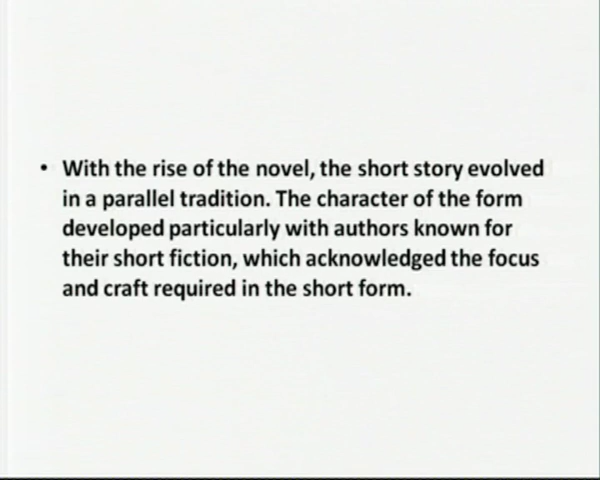 • With the rise of the novel, the short story evolved
in a parallel tradition. The character of the form
developed particularly with authors known for
their short fiction, which acknowledged the focus
and craft required in the short form.